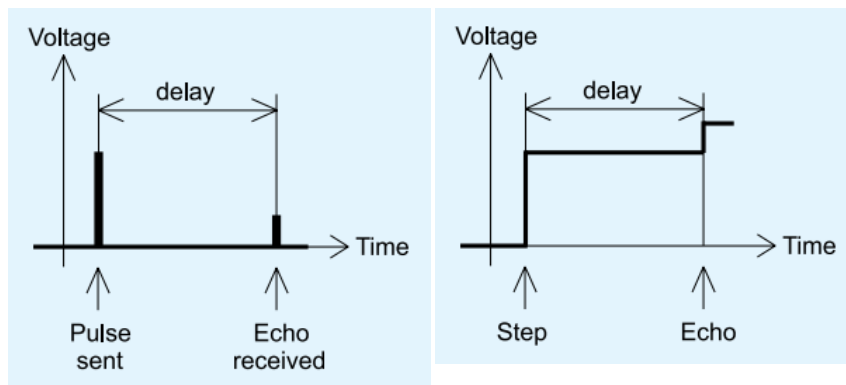 Voltage
delay
Time
Pulse
sent
Echo
received
Voltage
delay
Time
Step
Echo